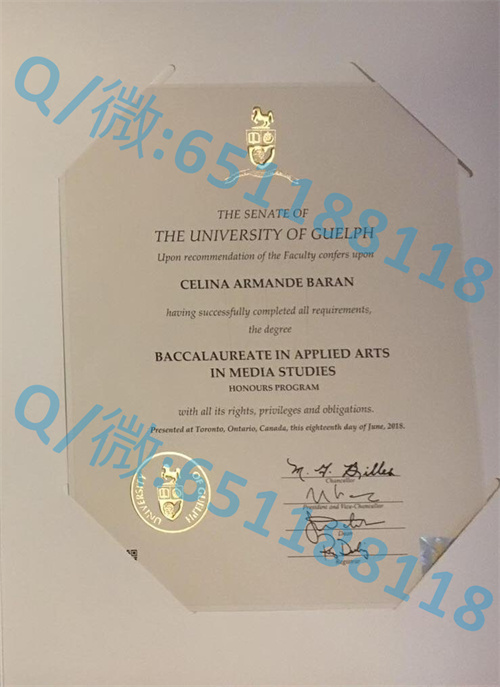 Q/微:651188118
THE SENATE OF
THE UNIVERSITY OF GUELPH
Upon recommendation of the Faculty confers upon
CELINA ARMANDE BARAN
having successfully completed all requirements,
the degree
BACCALAUREATE IN APPLIED ARTS
IN MEDIA STUDIES
HONOURS PROGRAM
with all its rights, privileges and obligations.
Presented at Toronto, Ontario, Canada, this eighteenth day of June, 2018.
Q/微:651188118
UNIVERSITY OF GUELPH
Chancellor
President and Vice-Chancellor
Dean
Registrar